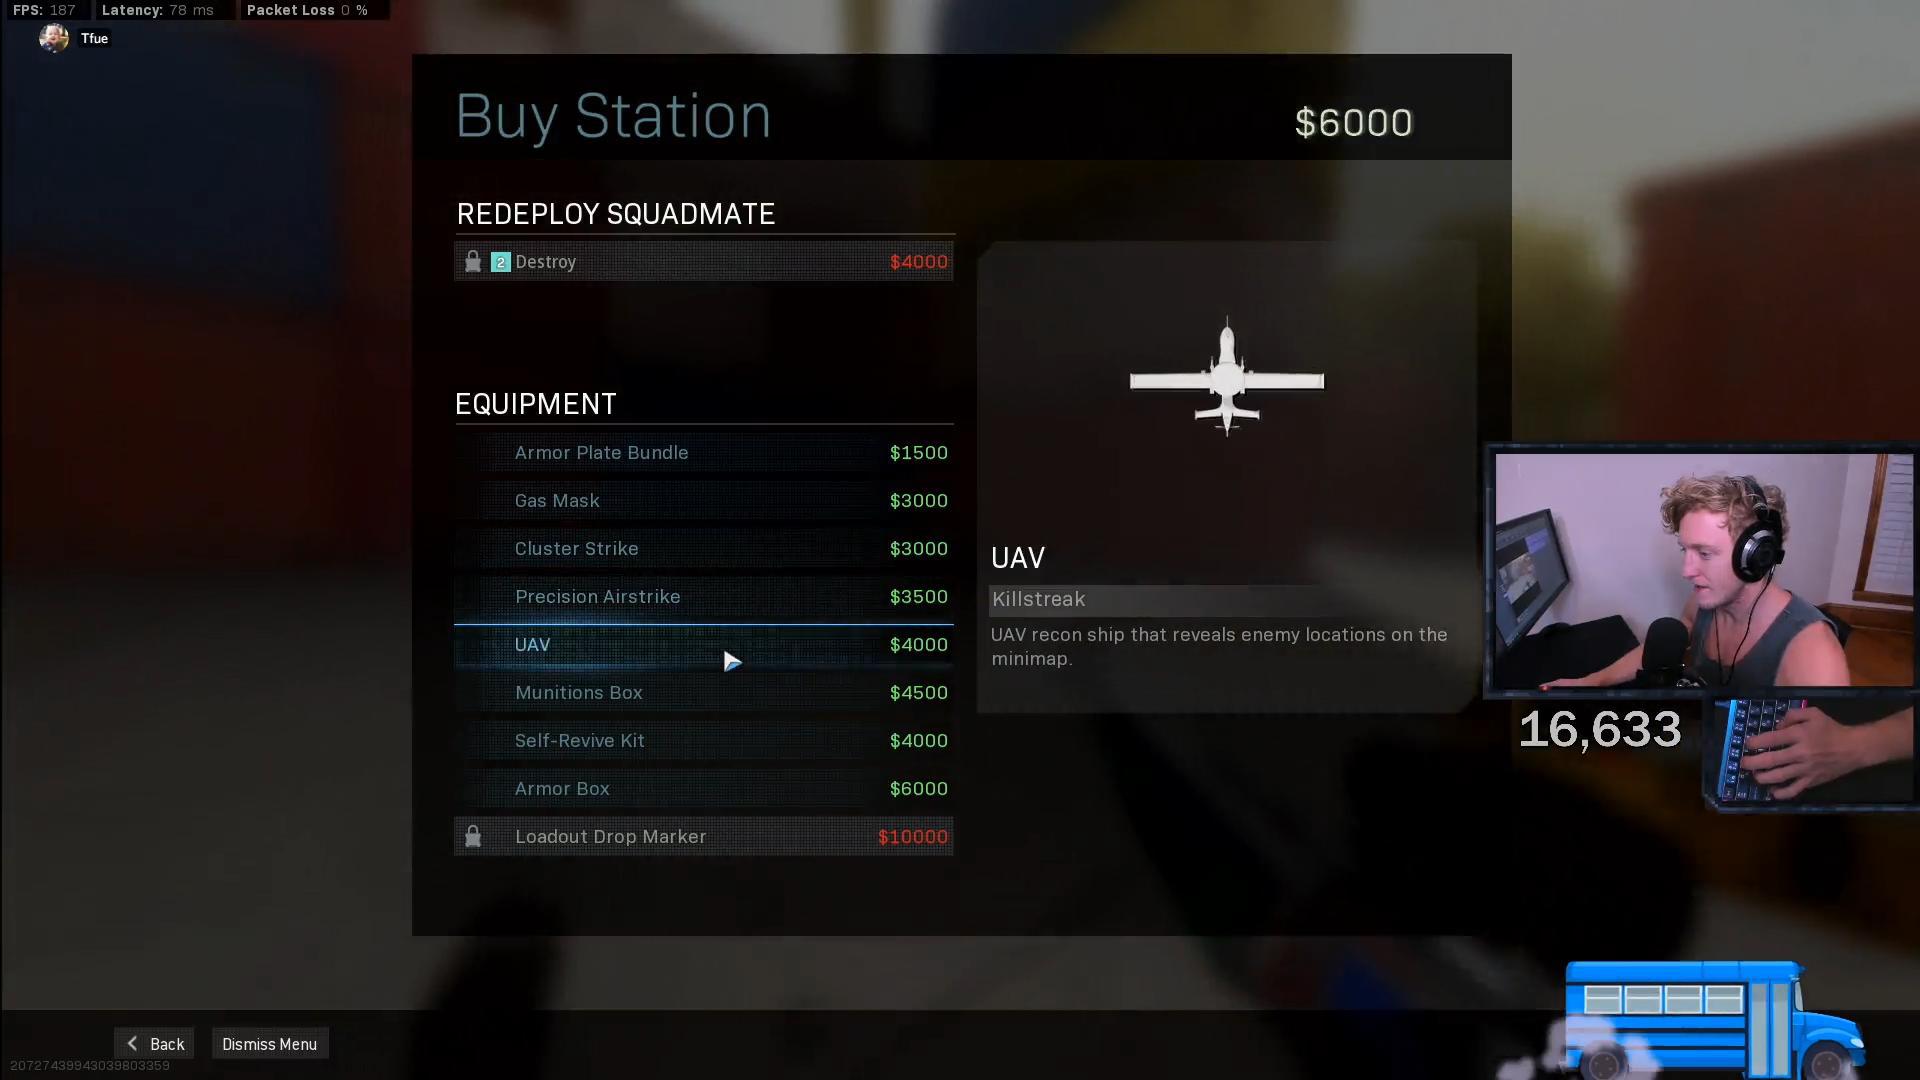 FPS: 187 Latency: 78 ms Packet Loss 0 %
Tfue
Buy Station
$6000
REDEPLOY SQUADMATE
2 Destroy $4000
EQUIPMENT
Armor Plate Bundle $1500
Gas Mask $3000
Cluster Strike $3000
Precision Airstrike $3500
UAV $4000
Munitions Box $4500
Self-Revive Kit $4000
Armor Box $6000
Loadout Drop Marker $10000
UAV
Killstreak
UAV recon ship that reveals enemy locations on the
minimap.
16,633
Back Dismiss Menu
20727439943039803359